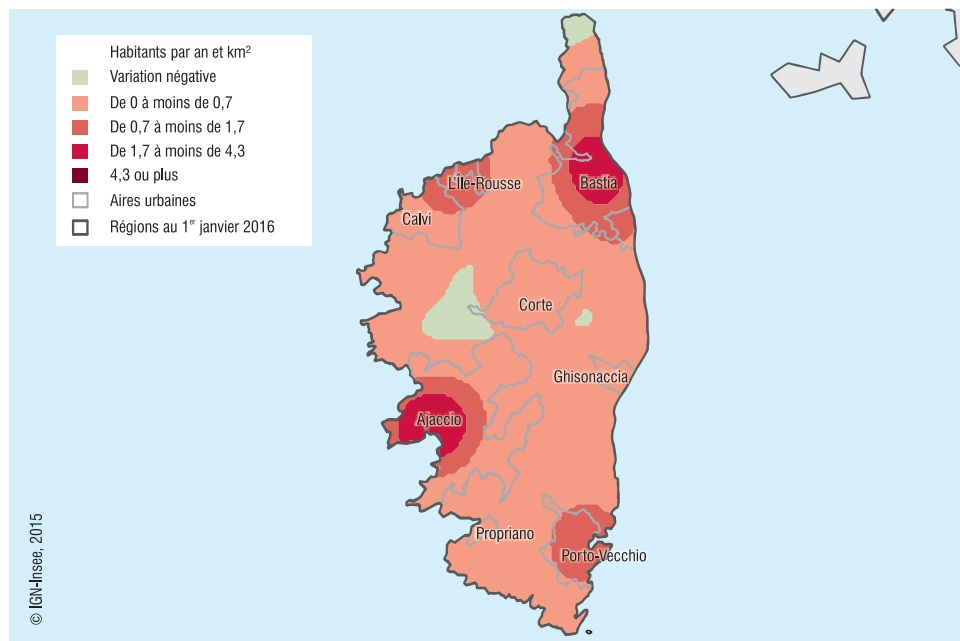 Habitants par an et km²
Variation négative
De 0 à moins de 0,7
De 0,7 à moins de 1,7
De 1,7 à moins de 4,3
4,3 ou plus
Aires urbaines
Régions au 1er janvier 2016
L'Île-Rousse
Bastia
Calvi
Corte
Ghisonaccia
Ajaccio
Propriano
Porto-Vecchio
© IGN-Insee, 2015